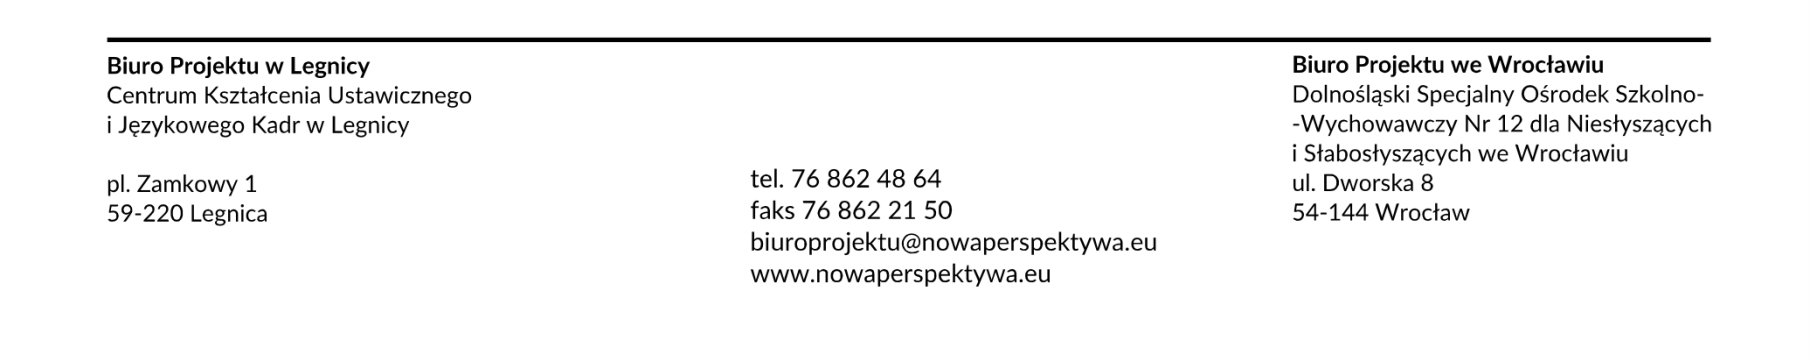 Biuro Projektu w Legnicy
Centrum Kształcenia Ustawicznego
i Językowego Kadr w Legnicy
pl. Zamkowy 1
59-220 Legnica
tel. 76 862 48 64
faks 76 862 21 50
biuroprojektu@nowaperspektywa.eu
www.nowaperspektywa.eu
Biuro Projektu we Wrocławiu
Dolnośląski Specjalny Ośrodek Szkolno-
-Wychowawczy Nr 12 dla Niesłyszących
i Słabosłyszących we Wrocławiu
ul. Dworska 8
54-144 Wrocław